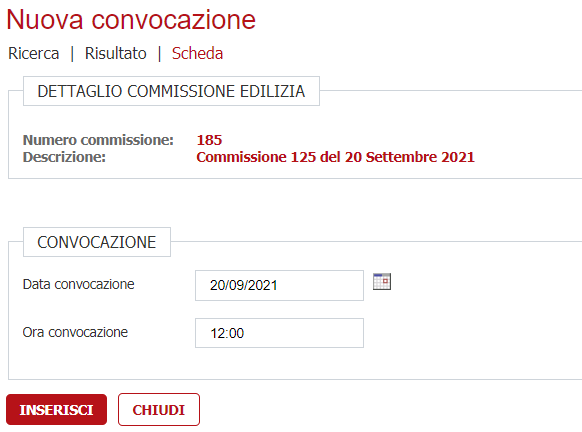 Nuova convocazione
Ricerca | Risultato | Scheda
DETTAGLIO COMMISSIONE EDILIZIA
Numero commissione: 185
Descrizione: Commissione 125 del 20 Settembre 2021
CONVOCAZIONE
Data convocazione 20/09/2021
Ora convocazione 12:00
INSERISCI CHIUDI